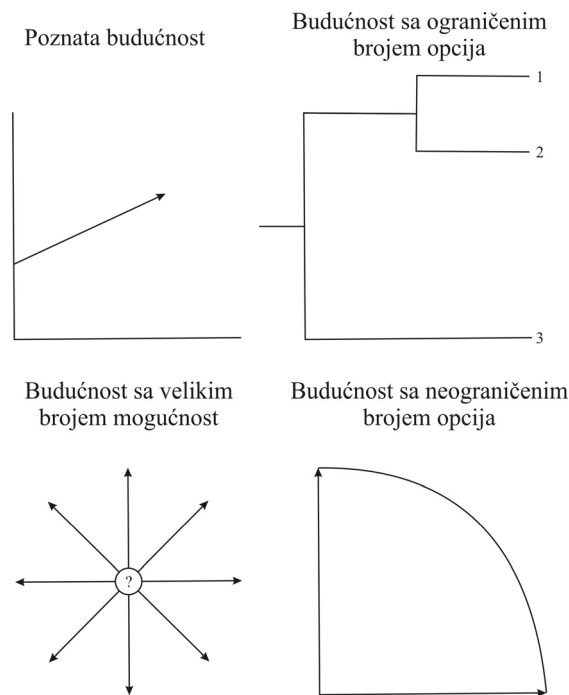 Poznata budućnost
Budućnost sa ograničenim
brojem opcija
1
2
3
Budućnost sa velikim
brojem mogućnost
?
Budućnost sa neograničenim
brojem opcija